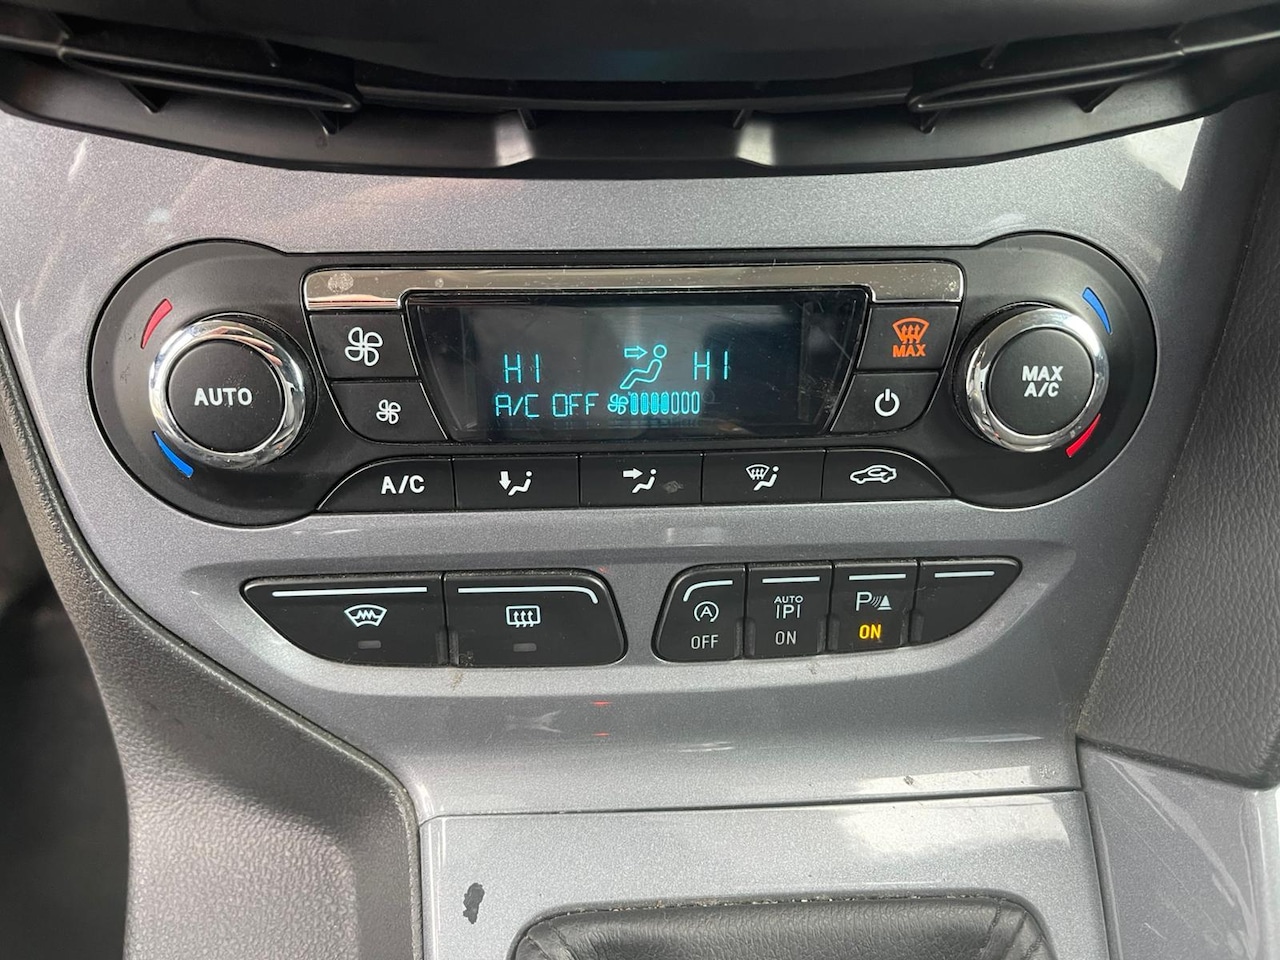 AUTO
HI HI
A/C OFF
MAX
MAX
A/C
A/C
A
OFF
AUTO
P
ON
P
ON